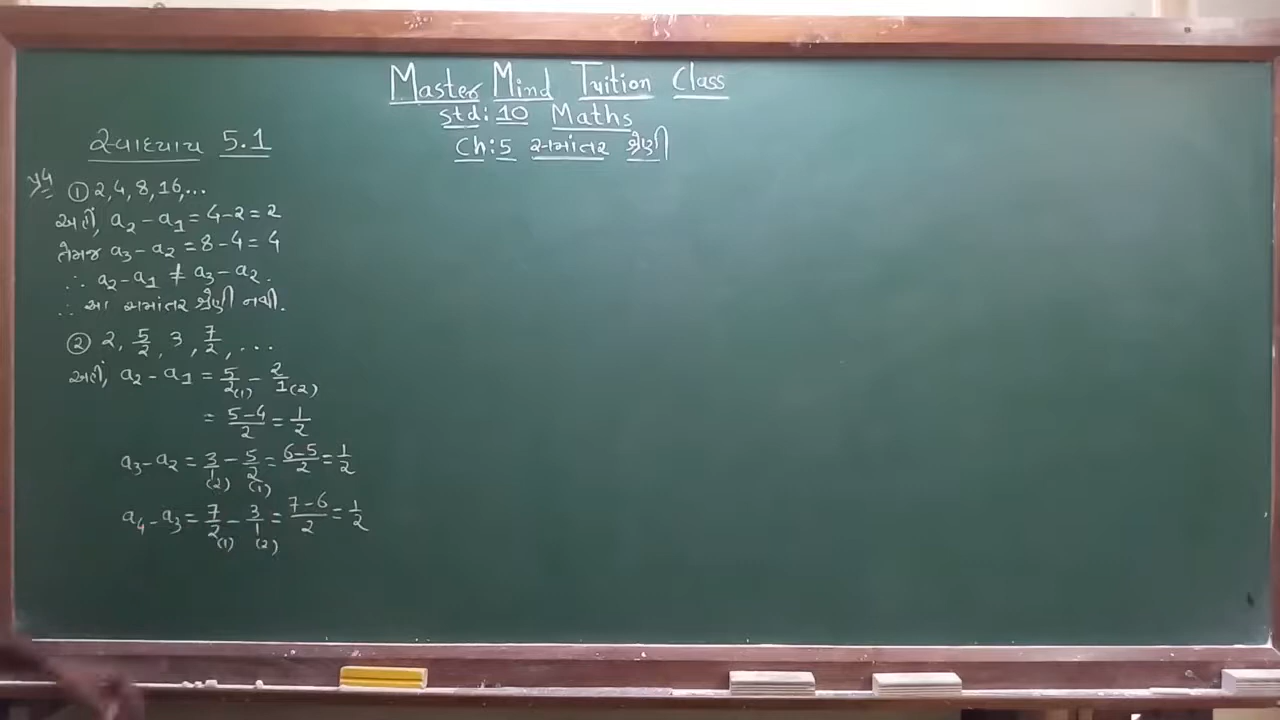 Master Mind Tuition Class
std: 10 Maths
Ch: 5 સમાંતર શ્રેણી
સ્વાધ્યાય 5.1
પ્ર4
① 2, 4, 8, 16, ...
અહીં, a₂ - a₁ = 4 - 2 = 2
તેમજ a₃ - a₂ = 8 - 4 = 4
∴ a₂ - a₁ ≠ a₃ - a₂.
∴ આ સમાંતર શ્રેણી નથી.
② 2, 5/2, 3, 7/2, ...
અહીં, a₂ - a₁ = 5/2(1) - 2/1(2)
= (5-4)/2 = 1/2
a₃ - a₂ = 3/1(2) - 5/2(1) = (6-5)/2 = 1/2
a₄ - a₃ = 7/2(1) - 3/1(2) = (7-6)/2 = 1/2